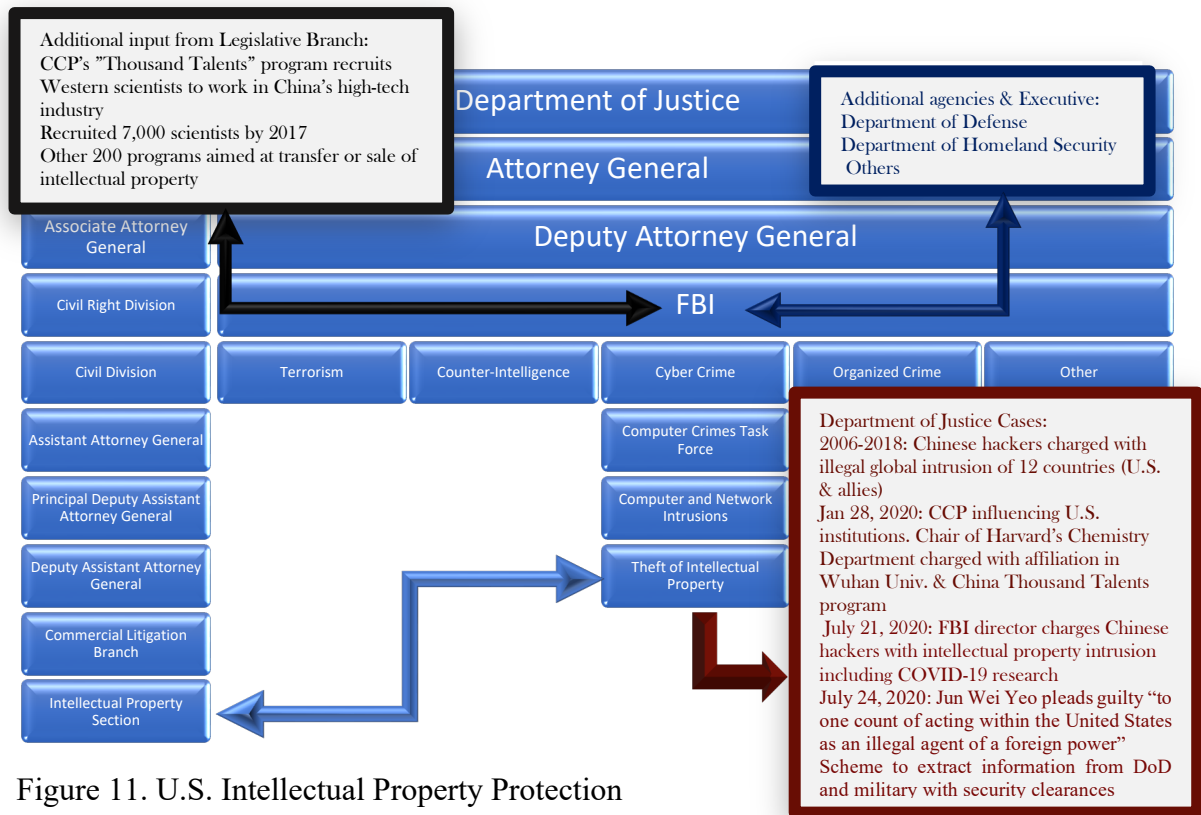 Additional input from Legislative Branch:
CCP's ”Thousand Talents” program recruits
Western scientists to work in China's high-tech
industry
Recruited 7,000 scientists by 2017
Other 200 programs aimed at transfer or sale of
intellectual property
Department of Justice
Additional agencies & Executive:
Department of Defense
Department of Homeland Security
Others
Attorney General
Associate Attorney
General
Deputy Attorney General
Civil Right Division
FBI
Civil Division
Terrorism
Counter-Intelligence
Cyber Crime
Organized Crime
Other
Assistant Attorney General
Computer Crimes Task
Force
Principal Deputy Assistant
Attorney General
Computer and Network
Intrusions
Deputy Assistant Attorney
General
Theft of Intellectual
Property
Commercial Litigation
Branch
Intellectual Property
Section
Department of Justice Cases:
2006-2018: Chinese hackers charged with
illegal global intrusion of 12 countries (U.S.
& allies)
Jan 28, 2020: CCP influencing U.S.
institutions. Chair of Harvard's Chemistry
Department charged with affiliation in
Wuhan Univ. & China Thousand Talents
program
July 21, 2020: FBI director charges Chinese
hackers with intellectual property intrusion
including COVID-19 research
July 24, 2020: Jun Wei Yeo pleads guilty “to
one count of acting within the United States
as an illegal agent of a foreign power”
Scheme to extract information from DoD
and military with security clearances
Figure 11. U.S. Intellectual Property Protection